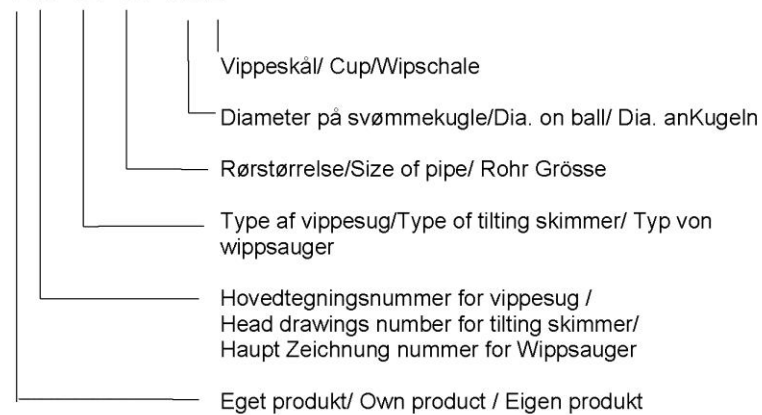 Vippeskål/ Cup/Wipschale
Diameter på svømmekugle/Dia. on ball/ Dia. anKugeln
Rørstørrelse/Size of pipe/ Rohr Grösse
Type af vippesug/Type of tilting skimmer/ Typ von
wippsauger
Hovedtegningsnummer for vippesug /
Head drawings number for tilting skimmer/
Haupt Zeichnung nummer for Wippsauger
Eget produkt/ Own product / Eigen produkt